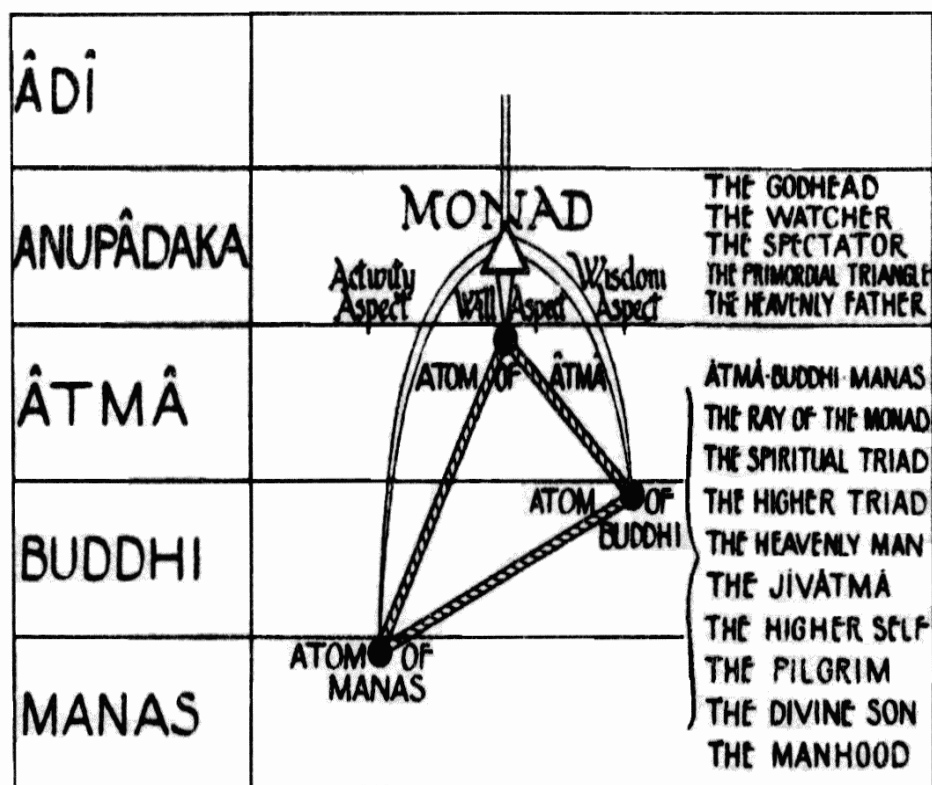 ÂDÎ
ANUPÂDAKA
MONAD
Activity
Aspect
Will Aspect
Wisdom
Aspect
THE GODHEAD
THE WATCHER
THE SPECTATOR
THE PRIMORDIAL TRIANGLE
THE HEAVENLY FATHER
ÂTMÂ
ATOM OF ÂTMÂ
ÁTMÁ-BUDDHI-MANAS
THE RAY OF THE MONAD
THE SPIRITUAL TRIAD
BUDDHI
ATOM OF
BUDDHI
THE HIGHER TRIAD
THE HEAVENLY MAN
THE JÍVÁTMÁ
THE HIGHER SELF
MANAS
ATOM OF
MANAS
THE PILGRIM
THE DIVINE SON
THE MANHOOD